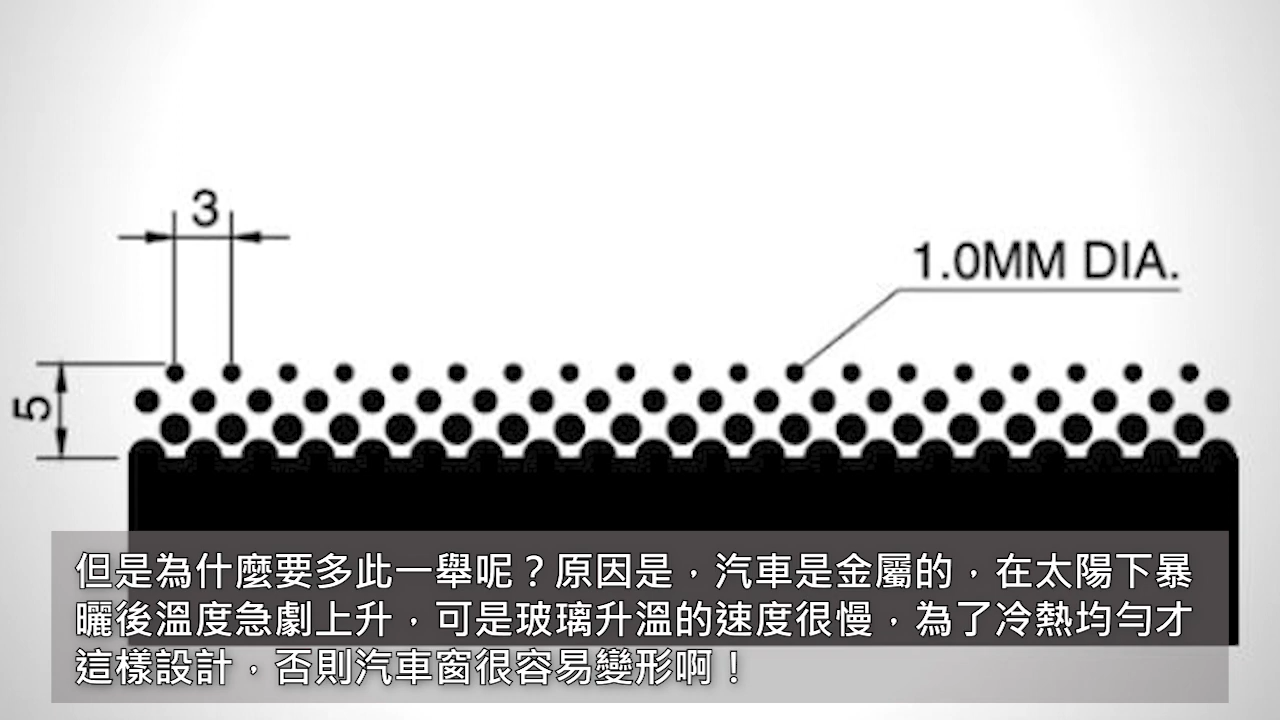 3
1.0MM DIA.
5
但是為什麼要多此一舉呢？原因是，汽車是金屬的，在太陽下暴
曬後溫度急劇上升，可是玻璃升溫的速度很慢，為了冷熱均勻才
這樣設計，否則汽車窗很容易變形啊！